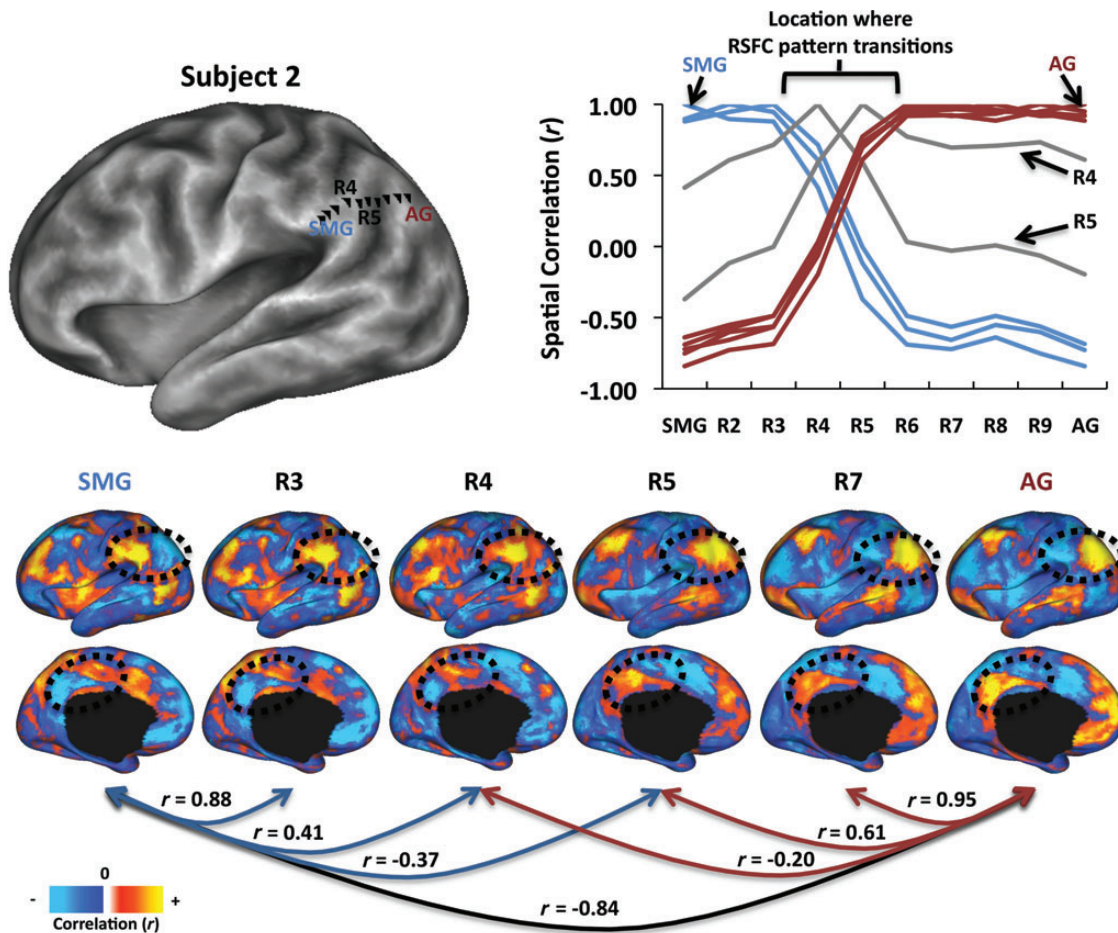 Subject 2
R4
SMG
R5
AG
Location where
RSFC pattern transitions
SMG
AG
Spatial Correlation (r)
1.00
0.50
0.00
-0.50
-1.00
R4
R5
SMG R2 R3 R4 R5 R6 R7 R8 R9 AG
SMG R3 R4 R5 R7 AG
r = 0.88
r = 0.95
r = 0.41
r = 0.61
r = -0.37
r = -0.20
r = -0.84
0
- +
Correlation (r)